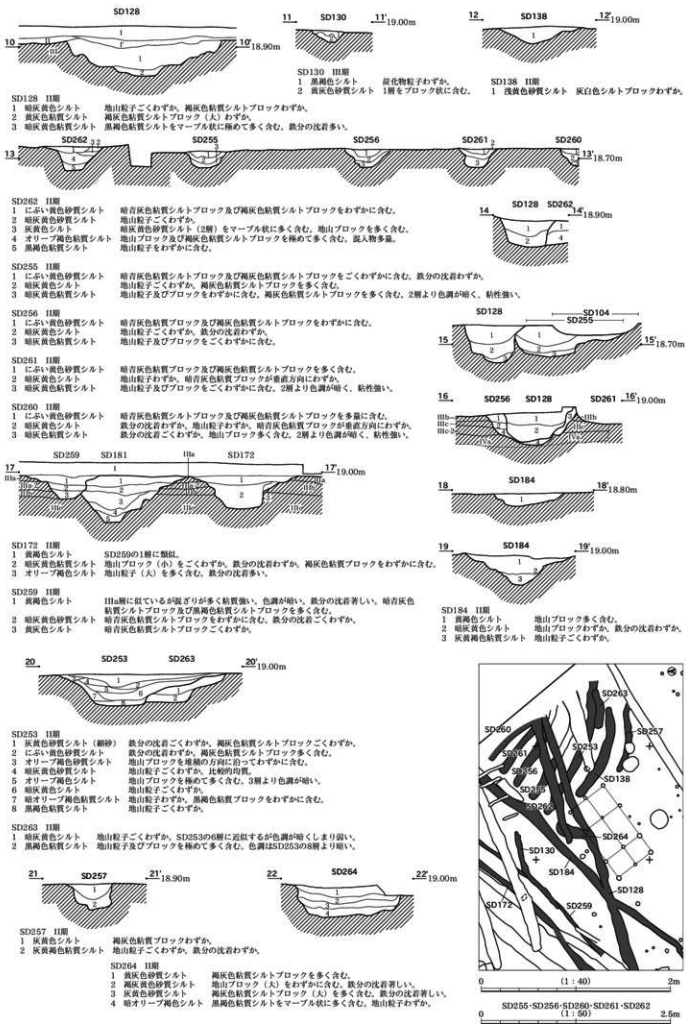 SD128
11 SD130 11' 19.00m
12 SD138 12' 19.00m
10 10' 18.90m
SD130 III期
1 黒褐色シルト 炭化物粒子わずか。
2 黄灰色砂質シルト 1層をブロック状に含む。
SD138 II期
1 浅黄色砂質シルト 灰白色シルトブロックわずか。
SD128 II期
1 暗灰黄色シルト 地山粒子ごくわずか、褐灰色粘質シルトブロックわずか。
2 黄灰色粘質シルト 褐灰色粘質シルトブロック(大)わずか。
3 暗灰黄色粘質シルト 黒褐色粘質シルトをマーブル状に極めて多く含む。鉄分の沈着多い。
SD262 SD255 SD256 SD261 SD260
13 13' 18.70m
SD262 II期
1 にぶい黄色砂質シルト 暗青灰色粘質シルトブロック及び褐灰色粘質シルトブロックをわずかに含む。
2 暗灰黄色砂質シルト 地山粒子ごくわずか。
3 灰黄色シルト 暗灰黄色砂質シルト(2層)をマーブル状に多く含む。地山ブロックを多く含む。
4 オリーブ褐色粘質シルト 地山ブロック及び褐灰色粘質シルトブロックを極めて多く含む。混入物多量。
5 黒褐色粘質シルト 地山粒子をわずかに含む。
SD128 SD262
14 14' 18.90m
SD255 II期
1 にぶい黄色砂質シルト 暗青灰色粘質シルトブロック及び褐灰色粘質シルトブロックをごくわずかに含む。鉄分の沈着わずか。
2 暗灰黄色シルト 地山粒子ごくわずか、褐灰色ブロックを多く含む。
3 暗灰黄色粘質シルト 地山粒子及びブロックをわずかに含む。褐灰色粘質シルトブロックを多く含む。2層より色調が暗く、粘性強い。
SD256 II期
1 にぶい黄色砂質シルト 暗青灰色粘質ブロック及び褐灰色粘質シルトブロックをわずかに含む。
2 暗灰黄色シルト 地山粒子ごくわずか、鉄分の沈着わずか。
3 暗灰黄色粘質シルト 地山粒子及びブロックをごくわずかに含む。
SD128 SD104
SD255
15 15' 18.70m
SD261 II期
1 にぶい黄色砂質シルト 暗青灰色粘質ブロック及び褐灰色粘質シルトブロックを多く含む。
2 暗灰黄色シルト 地山粒子わずか。暗青灰色粘質ブロックが垂直方向にわずか。
3 暗灰黄色粘質シルト 地山粒子及びブロックをごくわずかに含む。2層より色調が暗く、粘性強い。
SD260 II期
1 にぶい黄色砂質シルト 暗青灰色粘質シルトブロック及び褐灰色粘質シルトブロックを多量に含む。
2 暗灰色シルト 鉄分の沈着わずか、地山粒子わずか、暗青灰色粘質ブロックが垂直方向にわずか。
3 暗灰色粘質シルト 鉄分の沈着ごくわずか、地山ブロック多く含む。2層より色調が暗く、粘性強い。
16 SD256 SD128 SD261 16' 19.00m
SD259 SD181 SD172
17 17' 19.00m
18 SD184 18' 18.80m
SD172 II期
1 黄褐色シルト SD259の1層に類似。
2 暗灰黄色砂質シルト 地山ブロック(小)をごくわずか。鉄分の沈着わずか。褐灰色粘質ブロックをわずかに含む。
3 オリーブ褐色シルト 地山粒子(大)を多く含む。鉄分の沈着多い。
SD259 II期
1 黄褐色シルト IIIa層に似ているが混ざりが多く粘質強い。色調が暗い。鉄分の沈着著しい。暗青灰色
粘質シルトブロック及び黒褐色粘質シルトブロックを多く含む。
2 暗灰黄色砂質シルト 暗青灰色粘質シルトブロックをわずかに含む。鉄分の沈着ごくわずか。
3 黄灰色シルト 暗青灰色粘質シルトブロックごくわずか。
19 SD184 19' 19.00m
SD184 II期
1 黄褐色シルト 地山ブロック多く含む。
2 暗灰黄色シルト 地山ブロックわずか、鉄分の沈着わずか。
3 灰黄褐色粘質シルト 地山粒子ごくわずか。
20 SD253 SD263 20' 19.00m
SD253 II期
1 灰黄色砂質シルト(細砂) 鉄分の沈着ごくわずか、褐灰色粘質シルトブロックごくわずか。
2 にぶい黄色砂質シルト 鉄分の沈着わずか、褐灰色粘質シルトブロック多く含む。
3 オリーブ褐色砂質シルト 地山ブロックを堆積の方向に沿ってわずかに含む。
4 暗灰黄色砂質シルト 地山粒子ごくわずか、比較的均質。
5 オリーブ褐色シルト 地山ブロックを極めて多く含む。3層より色調が暗い。
6 暗灰黄色シルト 地山粒子ごくわずか。
7 暗オリーブ褐色粘質シルト 地山粒子わずか、黒褐色粘質ブロックをわずかに含む。
8 黒褐色粘質シルト 地山粒子ごくわずか。
SD263 II期
1 暗灰黄色シルト 地山粒子ごくわずか。SD253の6層に近似するが色調が暗くしまり弱い。
2 黒褐色粘質シルト 地山粒子及びブロックを極めて多く含む。色調はSD253の8層より暗い。
21 SD257 21' 18.90m
22 SD264 22' 19.00m
SD257 II期
1 灰黄色シルト 褐灰色粘質ブロックわずか。
2 灰黄褐色粘質シルト 地山粒子ごくわずか、鉄分の沈着わずか。
SD264 II期
1 黄灰色砂質シルト 褐灰色粘質シルトブロックを多く含む。
2 褐灰黄色砂質シルト 地山ブロック(大)をわずかに含む。鉄分の沈着著しい。
3 灰黄色砂質シルト 褐灰色粘質シルトブロック(大)を多く含む。鉄分の沈着著しい。
4 暗オリーブ褐色シルト 黒褐色粘質シルトをマーブル状に多く含む。地山粒子わずか。
SD263
SD257
SD260
SD261
SD253
SD256
SD138
SD255
SD262
SD264
SD130
SD184
SD128
SD172
SD259
0 (1:40) 2m
SD255・SD256・SD260・SD261・SD262
0 (1:50) 2.5m